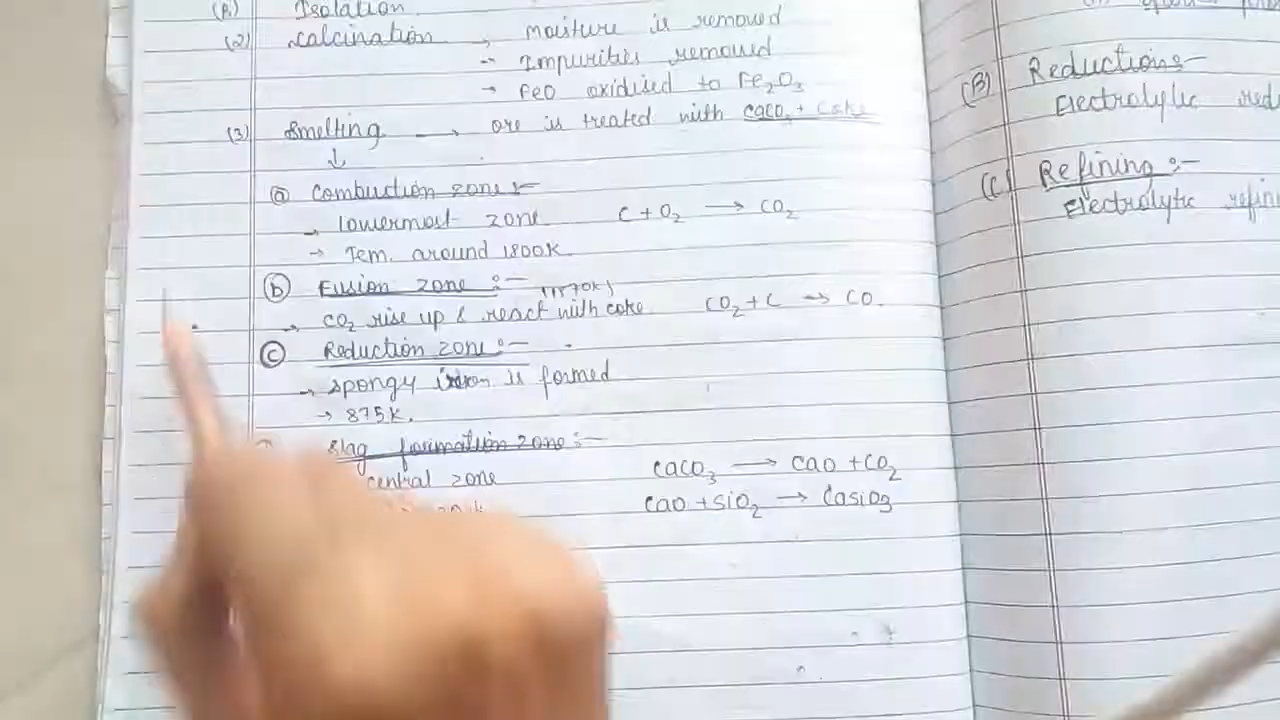 Isolation
(2) Calcination → moisture is removed
→ Impurities removed
→ FeO oxidised to Fe2O3
(3) Smelting → ore is treated with CaCO3 + Coke
↓
(a) Combuction zone :-
→ lowermost zone C + O2 → CO2
→ Tem. around 1800K
(b) Fusion zone :-
→ CO2 rise up & react with coke CO2 + C → CO.
(c) Reduction zone :-
→ spongy iron is formed
→ 875K.
Slag formation zone :-
central zone CaCO3 → CaO + CO2
CaO + SiO2 → CaSiO3
(B) Reduction :-
Electrolytic
(C) Refining :-
Electrolytic